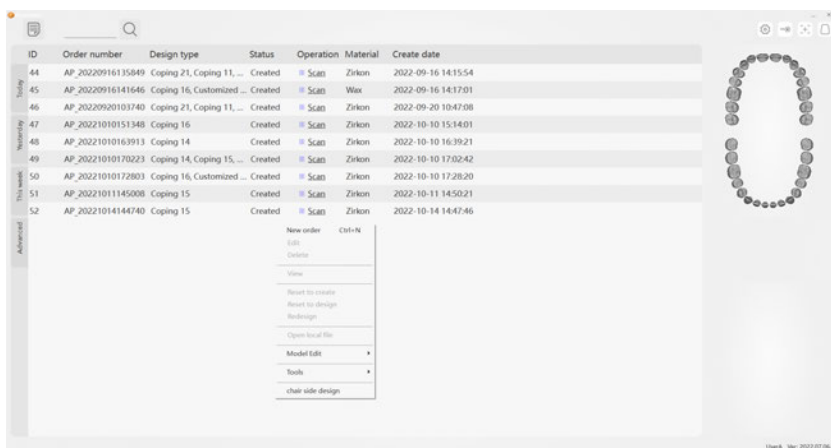 ID Order number Design type Status Operation Material Create date
44 AP_20220916135849 Coping 21, Coping 11, ... Created Scan Zirkon 2022-09-16 14:15:54
45 AP_20220916141646 Coping 16, Customized ... Created Scan Wax 2022-09-16 14:17:01
46 AP_20220920103740 Coping 21, Coping 11, ... Created Scan Zirkon 2022-09-20 10:47:08
47 AP_20221010151348 Coping 16 Created Scan Zirkon 2022-10-10 15:14:01
48 AP_20221010163913 Coping 14 Created Scan Zirkon 2022-10-10 16:39:21
49 AP_20221010170223 Coping 14, Coping 15, ... Created Scan Zirkon 2022-10-10 17:02:42
50 AP_20221010172803 Coping 16, Customized ... Created Scan Zirkon 2022-10-10 17:28:20
51 AP_20221011145008 Coping 15 Created Scan Zirkon 2022-10-11 14:50:21
52 AP_20221014144740 Coping 15 Created Scan Zirkon 2022-10-14 14:47:46
Today
Yesterday
This week
Advanced
New order Ctrl+N
Edit
Delete
View
Reset to create
Reset to design
Redesign
Open local file
Model Edit
Tools
chair side design
Ver: 2022.07.06